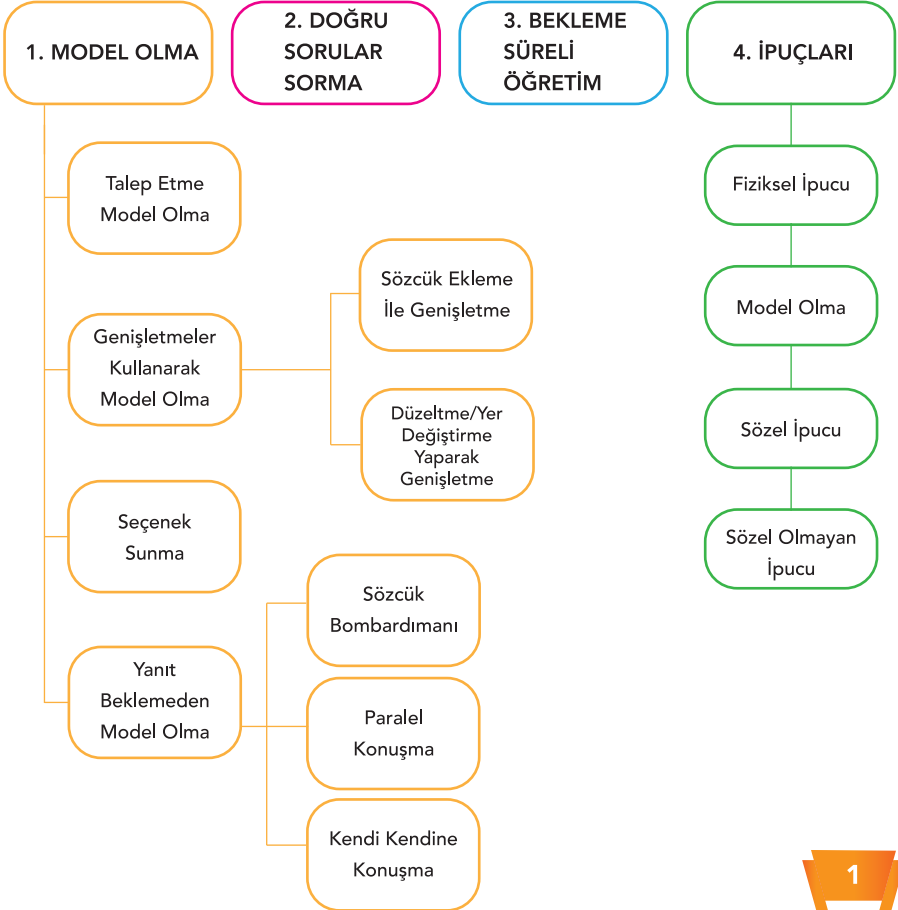 1. MODEL OLMA
2. DOĞRU
SORULAR
SORMA
3. BEKLEME
SÜRELİ
ÖĞRETİM
4. İPUÇLARI
Talep Etme
Model Olma
Genişletmeler
Kullanarak
Model Olma
Sözcük Ekleme
İle Genişletme
Düzeltme/Yer
Değiştirme
Yaparak
Genişletme
Seçenek
Sunma
Yanıt
Beklemeden
Model Olma
Sözcük
Bombardımanı
Paralel
Konuşma
Kendi Kendine
Konuşma
Fiziksel İpucu
Model Olma
Sözel İpucu
Sözel Olmayan
İpucu
1